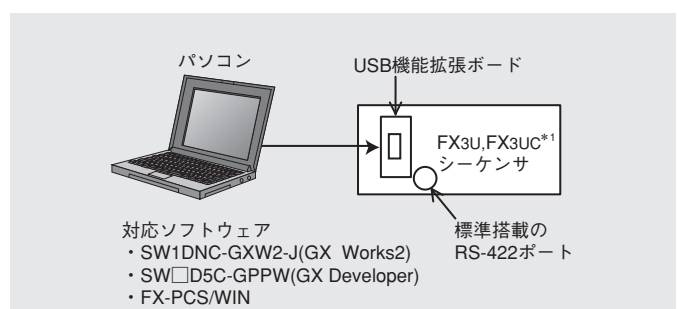 パソコン
USB機能拡張ボード
FX3U,FX3UC*1
シーケンサ
対応ソフトウェア
・SW1DNC-GXW2-J(GX Works2)
・SW□D5C-GPPW(GX Developer)
・FX-PCS/WIN
標準搭載の
RS-422ポート